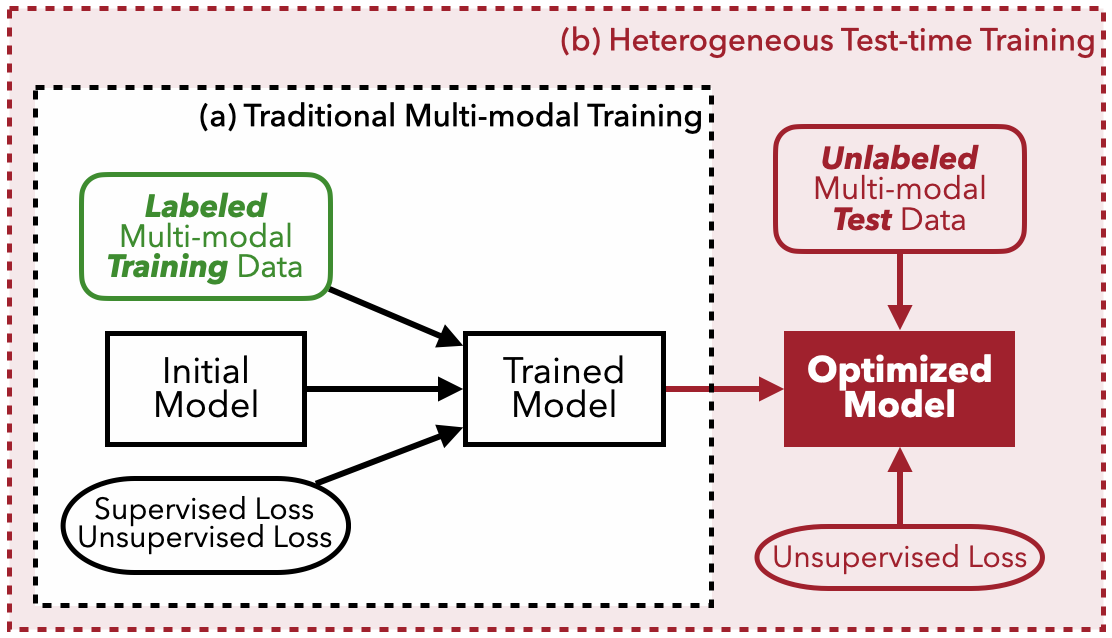 (b) Heterogeneous Test-time Training
(a) Traditional Multi-modal Training
Labeled
Multi-modal
Training Data
Unlabeled
Multi-modal
Test Data
Initial
Model
Trained
Model
Optimized
Model
Supervised Loss
Unsupervised Loss
Unsupervised Loss